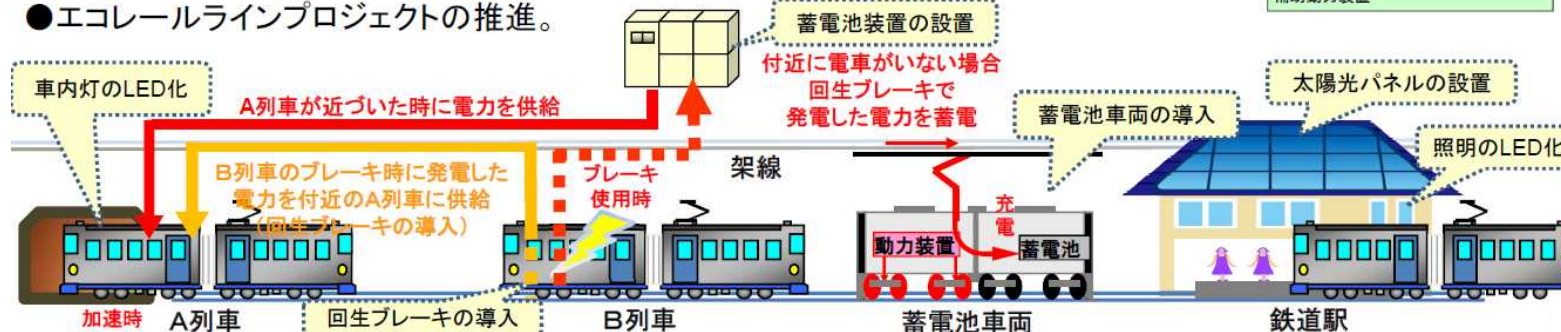 ●エコレールラインプロジェクトの推進。
蓄電池装置の設置
車内灯のLED化
A列車が近づいた時に電力を供給
付近に電車がいない場合
回生ブレーキで
発電した電力を蓄電
太陽光パネルの設置
蓄電池車両の導入
照明のLED化
B列車のブレーキ時に発電した
電力を付近のA列車に供給
(回生ブレーキの導入)
ブレーキ
使用時
架線
充
電
動力装置
蓄電池
加速時
A列車
回生ブレーキの導入
B列車
蓄電池車両
鉄道駅